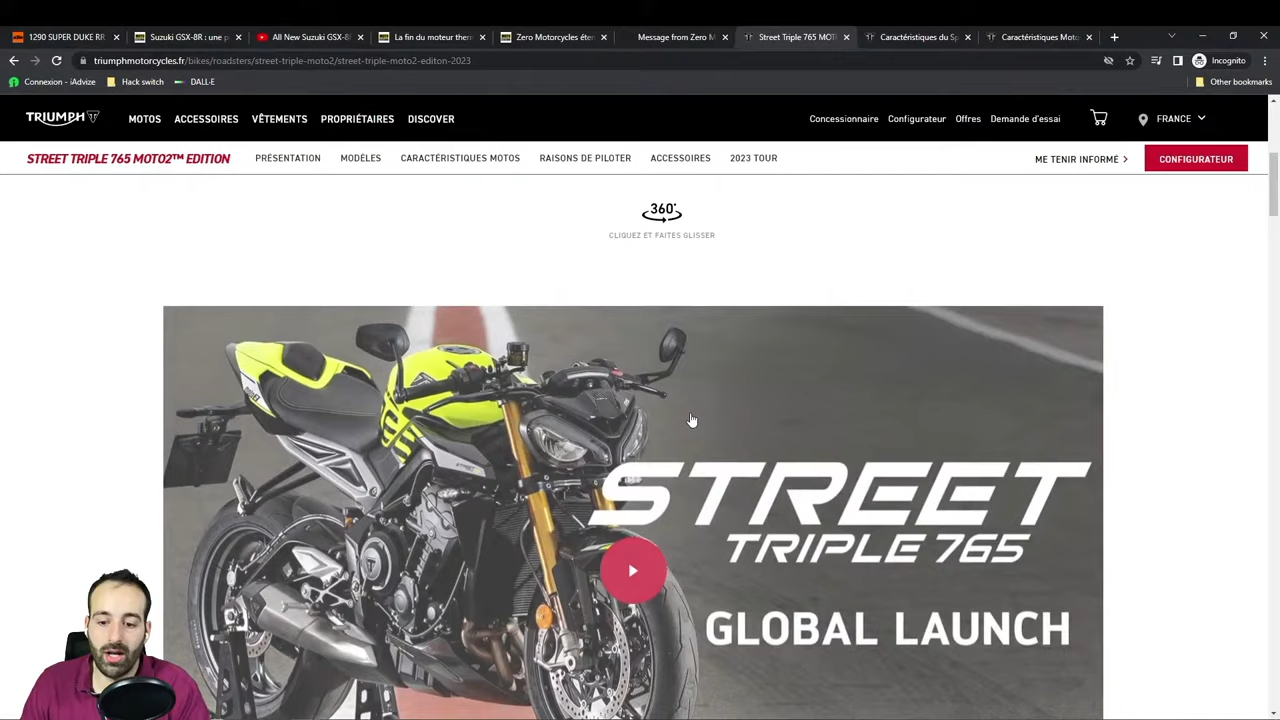 1290 SUPER DUKE RR
Suzuki GSX-8R : une p
All New Suzuki GSX-8
La fin du moteur therm
Zero Motorcycles éten
Message from Zero M
Street Triple 765 MOT
Caractéristiques du Sp
Caractéristiques Moto
triumphmotorcycles.fr/bikes/roadsters/street-triple-moto2/street-triple-moto2-editon-2023
Incognito
Connexion - iAdvize
Hack switch
DALL-E
Other bookmarks
TRIUMPH
MOTOS
ACCESSOIRES
VÊTEMENTS
PROPRIÉTAIRES
DISCOVER
Concessionnaire
Configurateur
Offres
Demande d'essai
FRANCE
STREET TRIPLE 765 MOTO2™ EDITION
PRÉSENTATION
MODÈLES
CARACTÉRISTIQUES MOTOS
RAISONS DE PILOTER
ACCESSOIRES
2023 TOUR
ME TENIR INFORMÉ
CONFIGURATEUR
360°
CLIQUEZ ET FAITES GLISSER
STREET
TRIPLE 765
GLOBAL LAUNCH